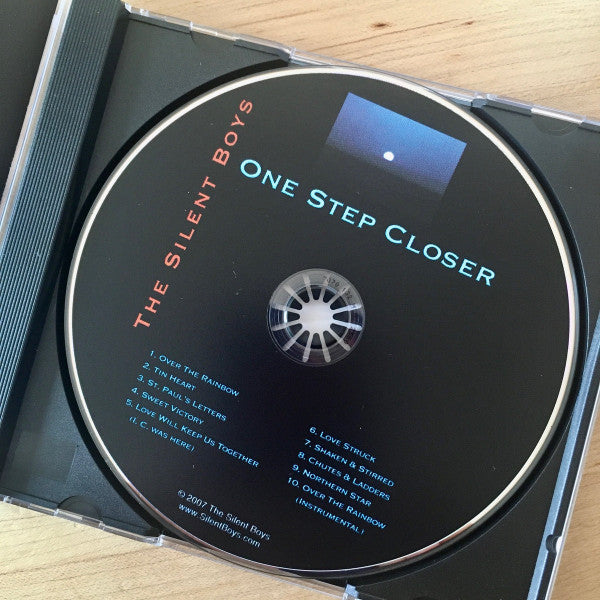 The Silent Boys
One Step Closer
1. Over The Rainbow
2. Tin Heart
3. St. Paul's Letters
4. Sweet Victory
5. Love Will Keep Us Together
(I. C. was here)
6. Love Struck
7. Shaken & Stirred
8. Chutes & Ladders
9. Northern Star
10. Over The Rainbow
(Instrumental)
© 2007 The Silent Boys
www.SilentBoys.com